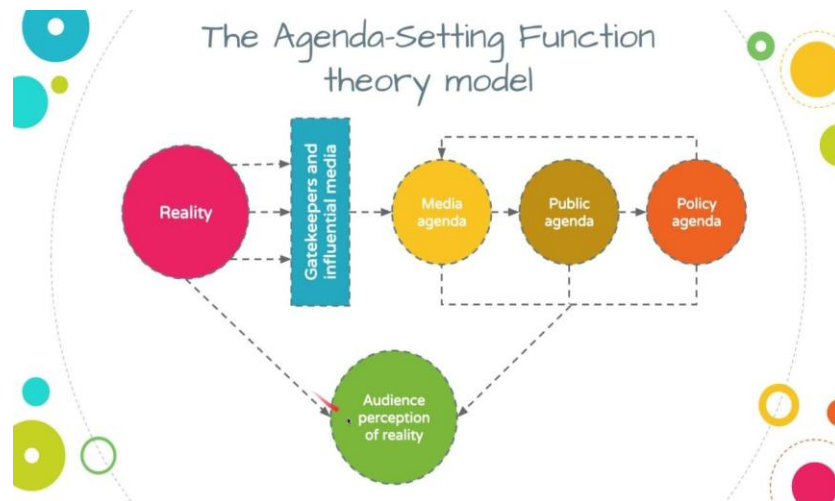 The Agenda-Setting Function
theory model
Reality
Gatekeepers and
influential media
Media
agenda
Public
agenda
Policy
agenda
Audience
perception
of reality